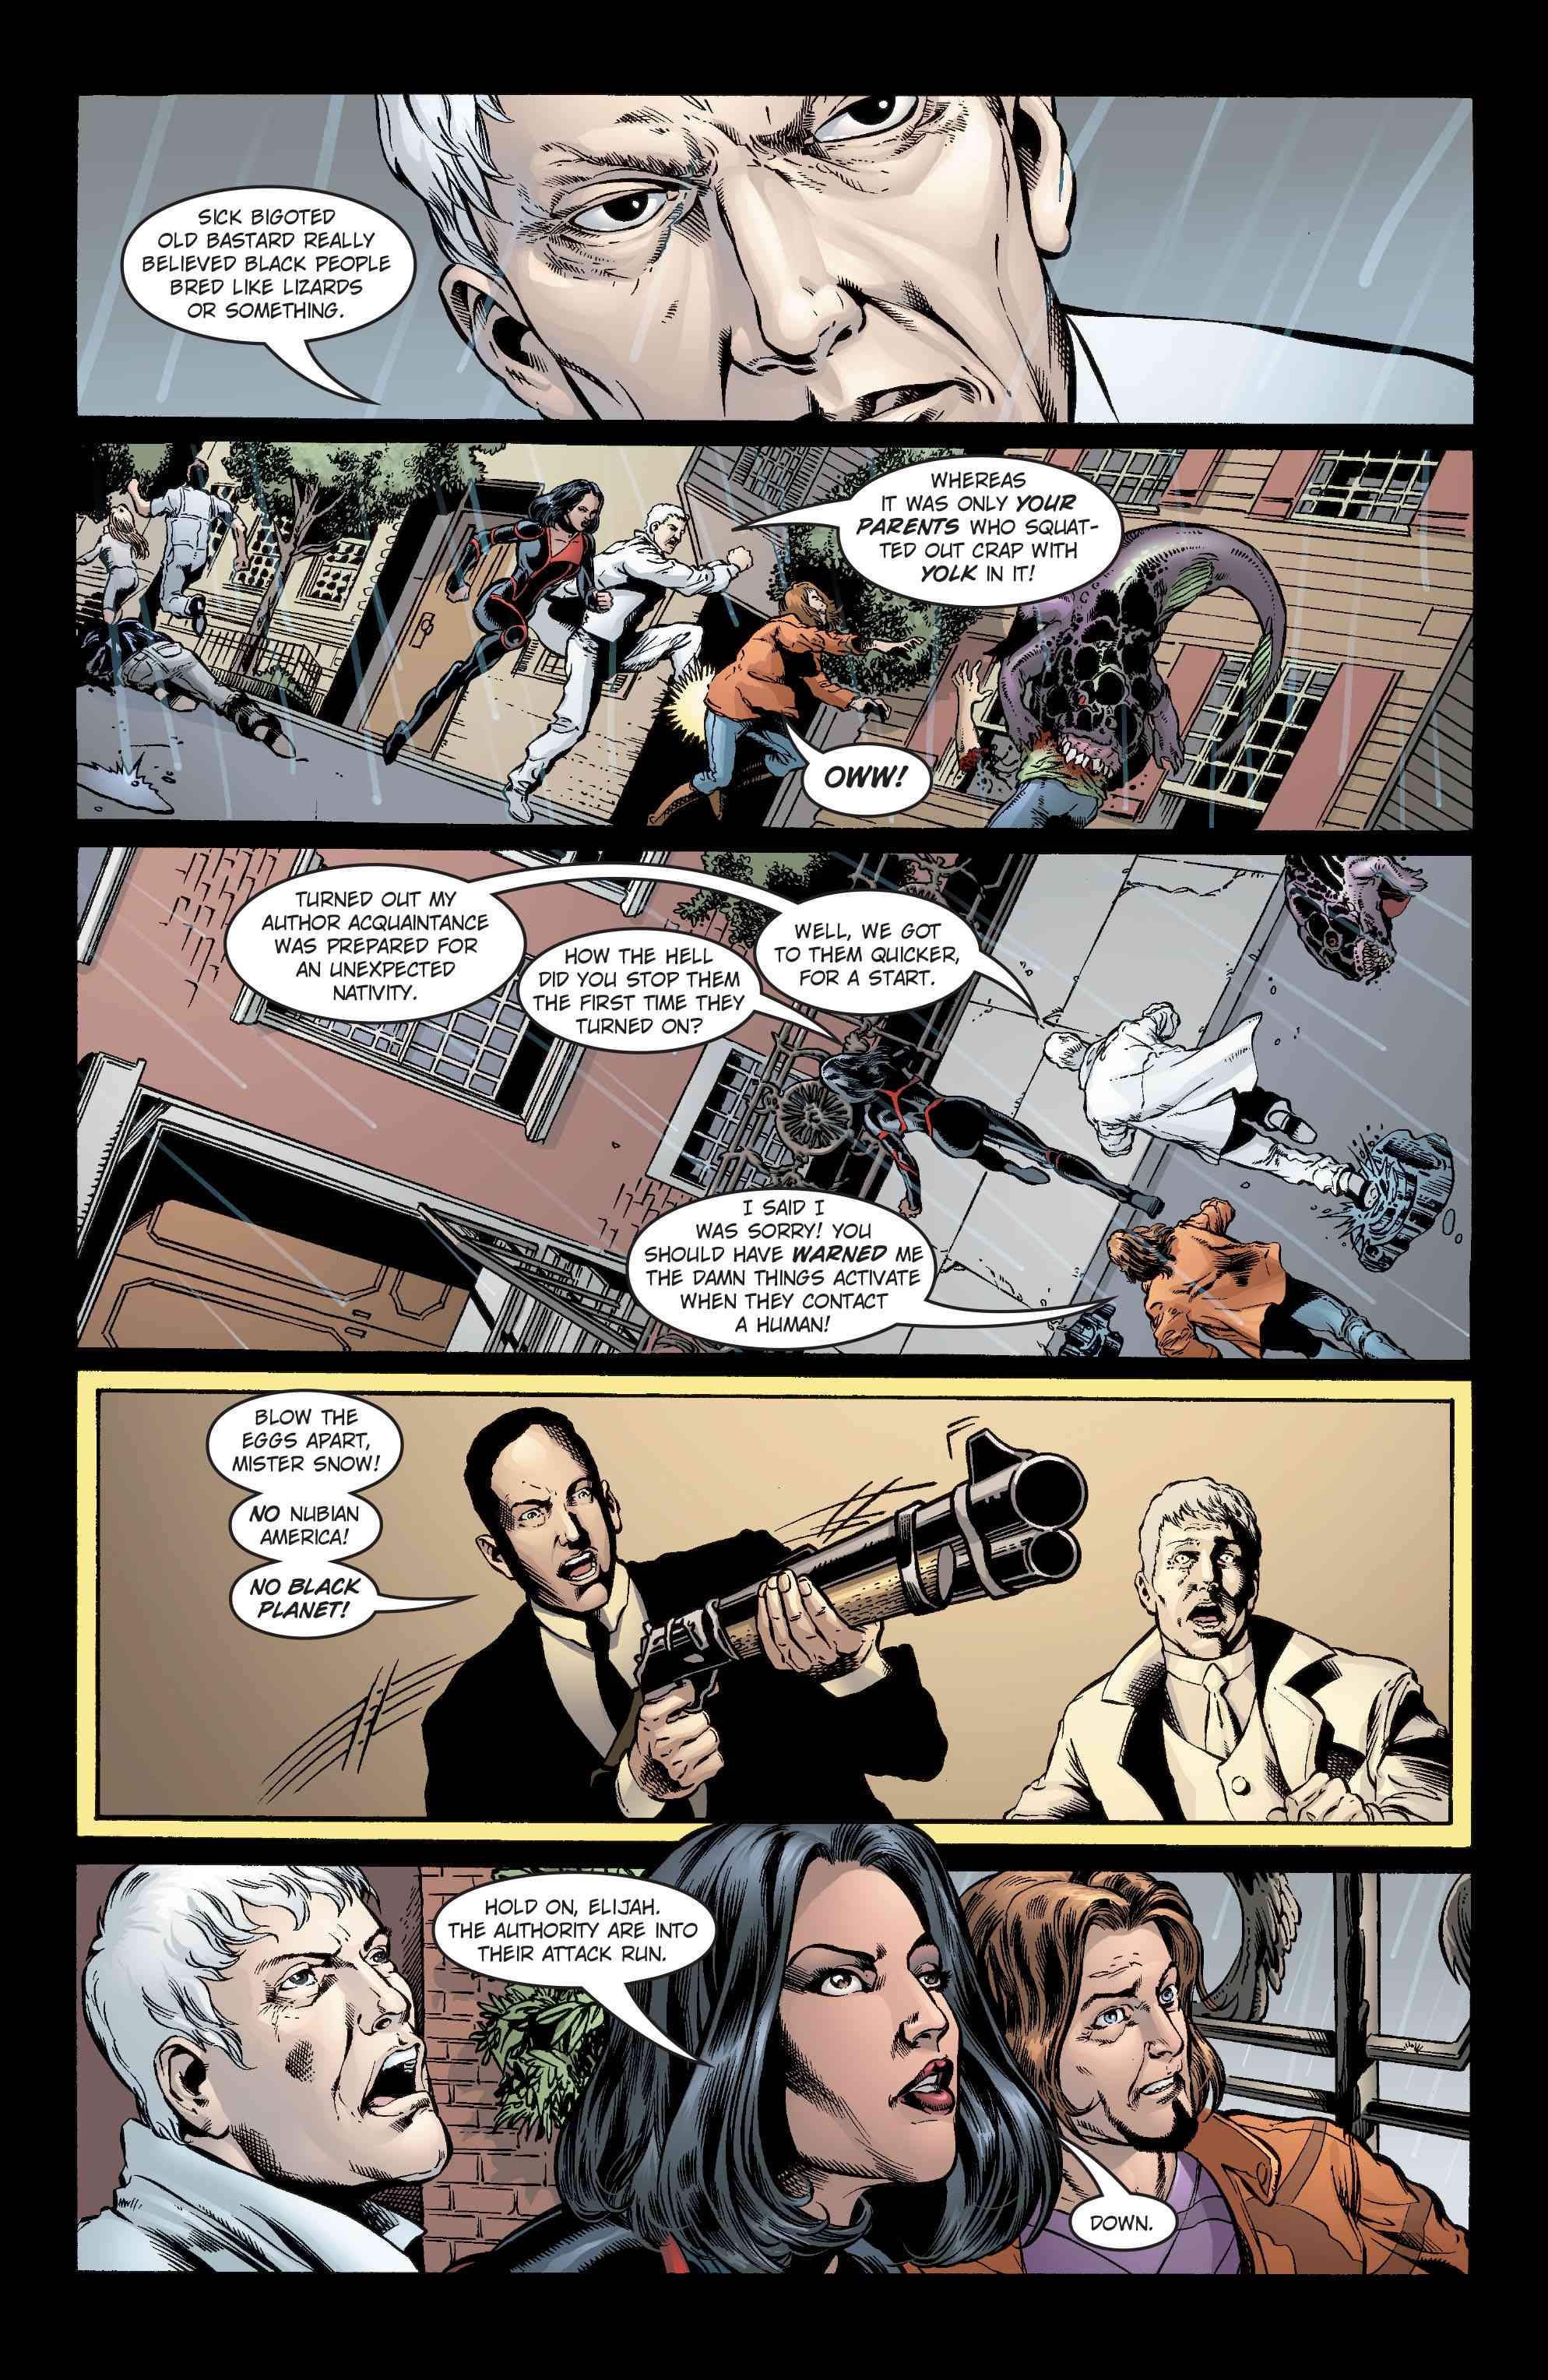 SICK BIGOTED
OLD BASTARD REALLY
BELIEVED BLACK PEOPLE
BRED LIKE LIZARDS
OR SOMETHING.
WHEREAS
IT WAS ONLY YOUR
PARENTS WHO SQUAT-
TED OUT CRAP WITH
YOLK IN IT!
OWW!
TURNED OUT MY
AUTHOR ACQUAINTANCE
WAS PREPARED FOR
AN UNEXPECTED
NATIVITY.
HOW THE HELL
DID YOU STOP THEM
THE FIRST TIME THEY
TURNED ON?
WELL, WE GOT
TO THEM QUICKER,
FOR A START.
I SAID I
WAS SORRY! YOU
SHOULD HAVE WARNED ME
THE DAMN THINGS ACTIVATE
WHEN THEY CONTACT
A HUMAN!
BLOW THE
EGGS APART,
MISTER SNOW!
NO NUBIAN
AMERICA!
NO BLACK
PLANET!
HOLD ON, ELIJAH.
THE AUTHORITY ARE INTO
THEIR ATTACK RUN.
DOWN.